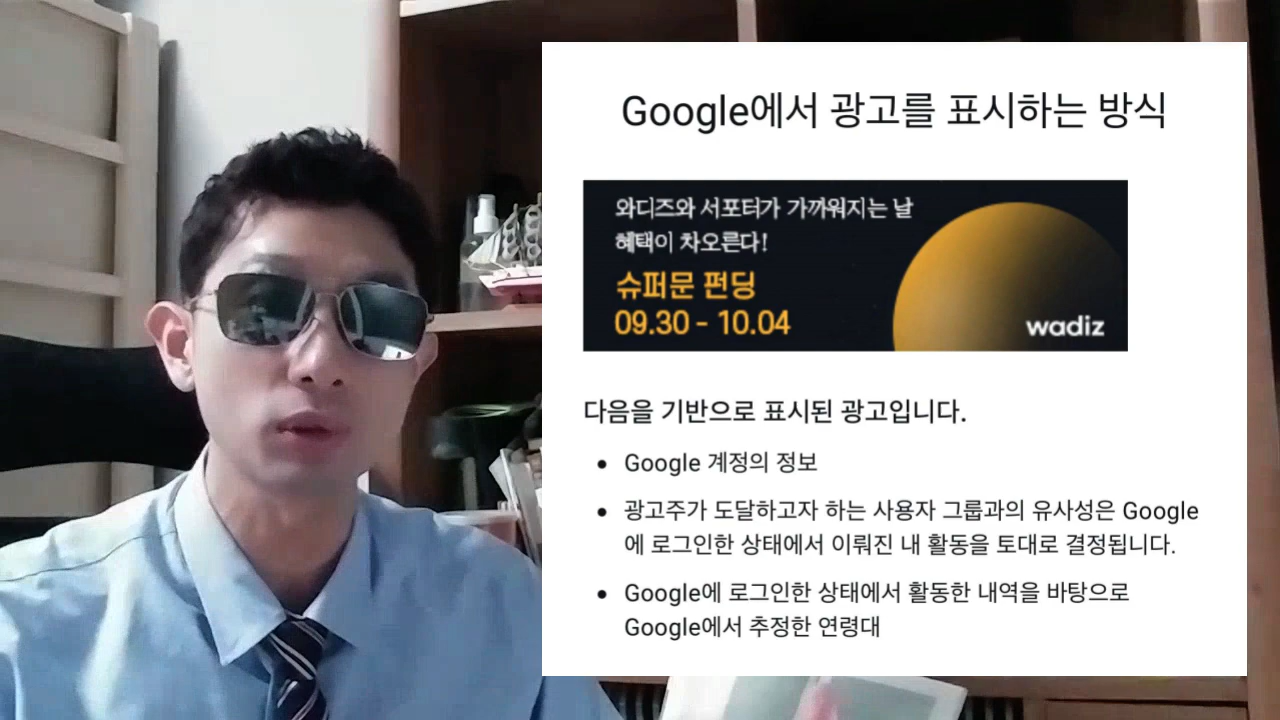 Google에서 광고를 표시하는 방식
와디즈와 서포터가 가까워지는 날
혜택이 차오른다!
슈퍼문 펀딩
09.30 - 10.04
wadiz
다음을 기반으로 표시된 광고입니다.
• Google 계정의 정보
• 광고주가 도달하고자 하는 사용자 그룹과의 유사성은 Google
에 로그인한 상태에서 이뤄진 내 활동을 토대로 결정됩니다.
• Google에 로그인한 상태에서 활동한 내역을 바탕으로
Google에서 추정한 연령대